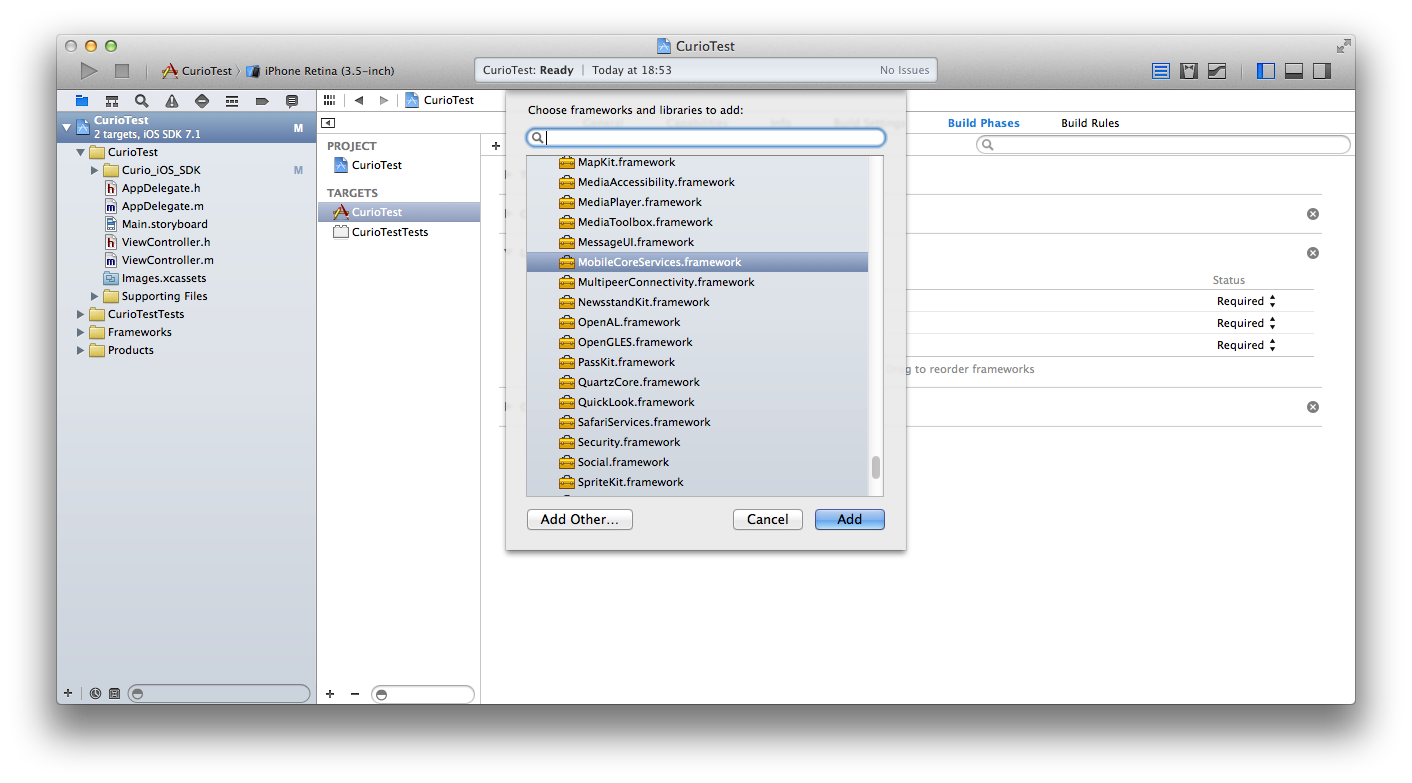 CurioTest
CurioTest
iPhone Retina (3.5-inch)
CurioTest: Ready
Today at 18:53
No Issues
CurioTest
2 targets, iOS SDK 7.1
M
CurioTest
Curio_iOS_SDK
M
AppDelegate.h
AppDelegate.m
Main.storyboard
ViewController.h
ViewController.m
Images.xcassets
Supporting Files
CurioTestTests
Frameworks
Products
CurioTest
PROJECT
CurioTest
TARGETS
CurioTest
CurioTestTests
Build Phases
Build Rules
Choose frameworks and libraries to add:
MapKit.framework
MediaAccessibility.framework
MediaPlayer.framework
MediaToolbox.framework
MessageUI.framework
MobileCoreServices.framework
MultipeerConnectivity.framework
NewsstandKit.framework
OpenAL.framework
OpenGLES.framework
PassKit.framework
QuartzCore.framework
QuickLook.framework
SafariServices.framework
Security.framework
Social.framework
SpriteKit.framework
Add Other...
Cancel
Add
Status
Required
Required
Required
to reorder frameworks